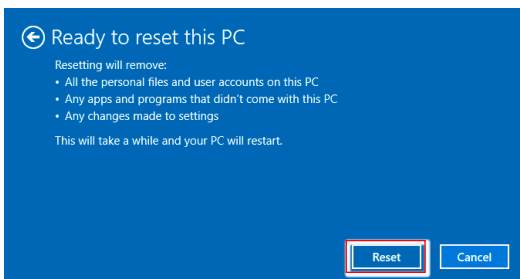 Ready to reset this PC
Resetting will remove:
• All the personal files and user accounts on this PC
• Any apps and programs that didn't come with this PC
• Any changes made to settings
This will take a while and your PC will restart.
Reset Cancel